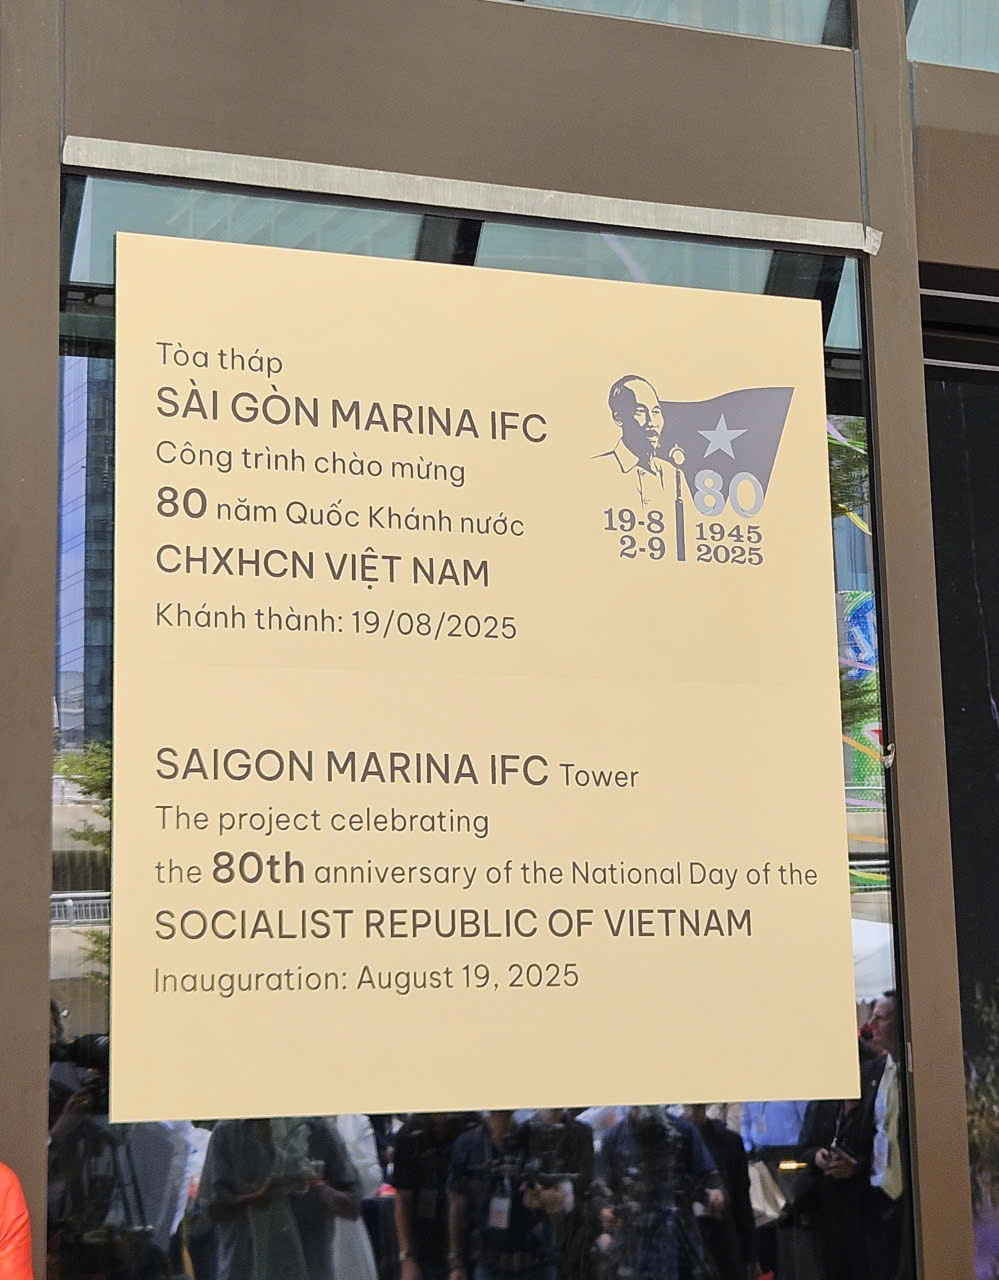 Tòa tháp
SÀI GÒN MARINA IFC
Công trình chào mừng
80 năm Quốc Khánh nước
CHXHCN VIỆT NAM
Khánh thành: 19/08/2025
80
19-8 1945
2-9 2025
SAIGON MARINA IFC Tower
The project celebrating
the 80th anniversary of the National Day of the
SOCIALIST REPUBLIC OF VIETNAM
Inauguration: August 19, 2025